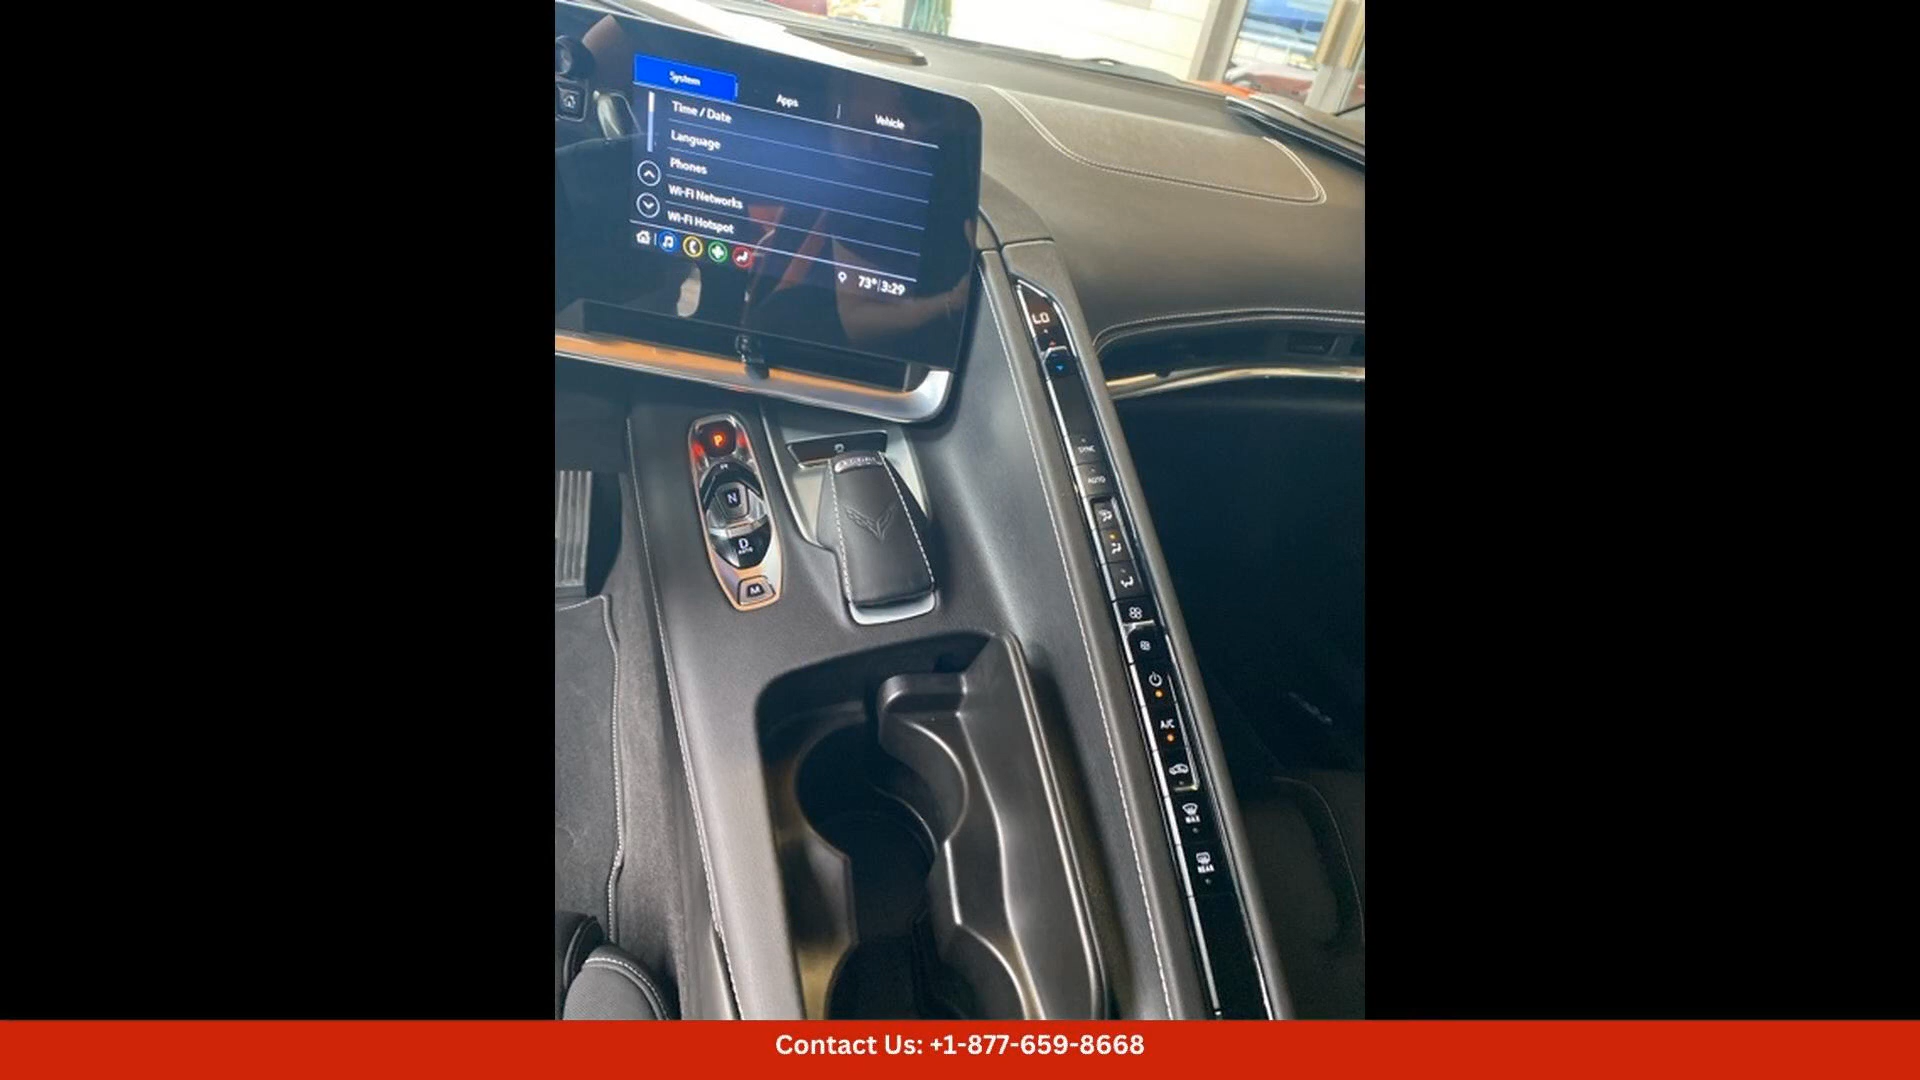 System
Apps
Vehicle
Time / Date
Language
Phones
Wi-Fi Networks
Wi-Fi Hotspot
73° 3:29
LO
P
R
N
D
AUTO
M
SYNC
AUTO
A/C
MAX
REAR
Contact Us: +1-877-659-8668